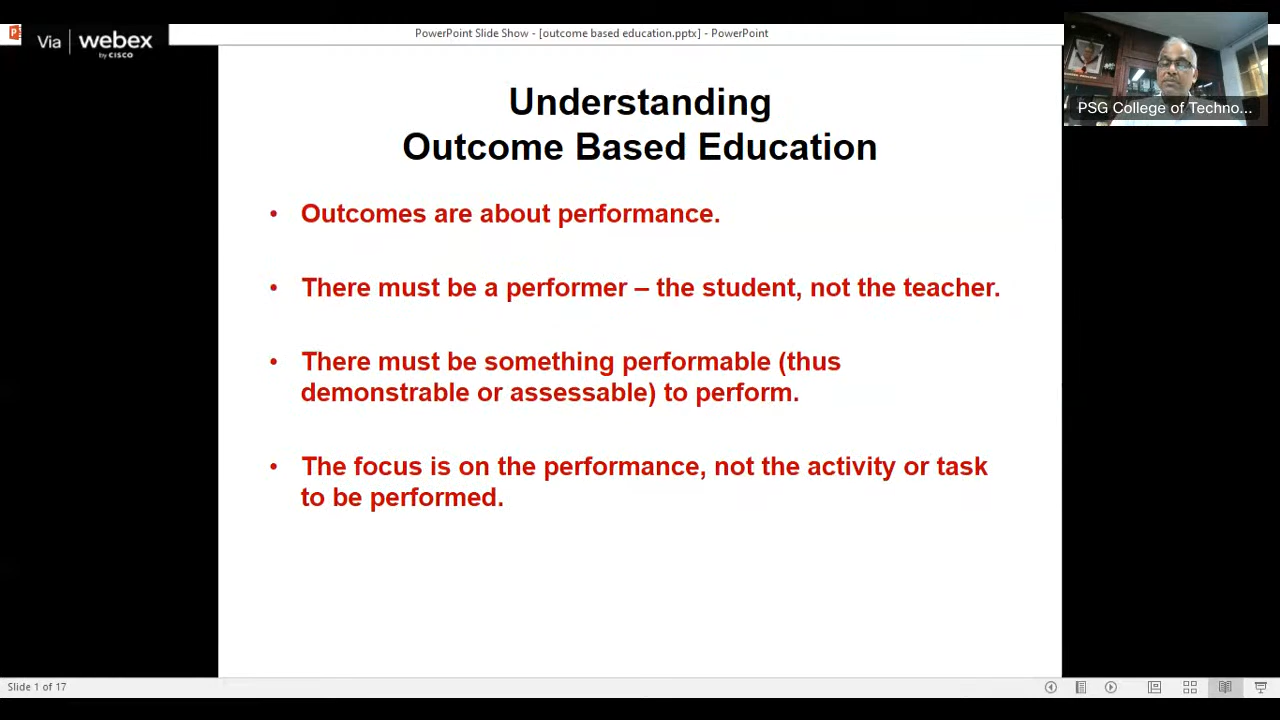 Via webex
by CISCO
PowerPoint Slide Show - [outcome based education.pptx] - PowerPoint
PSG College of Techno...
Understanding
Outcome Based Education
• Outcomes are about performance.
• There must be a performer – the student, not the teacher.
• There must be something performable (thus
demonstrable or assessable) to perform.
• The focus is on the performance, not the activity or task
to be performed.
Slide 1 of 17